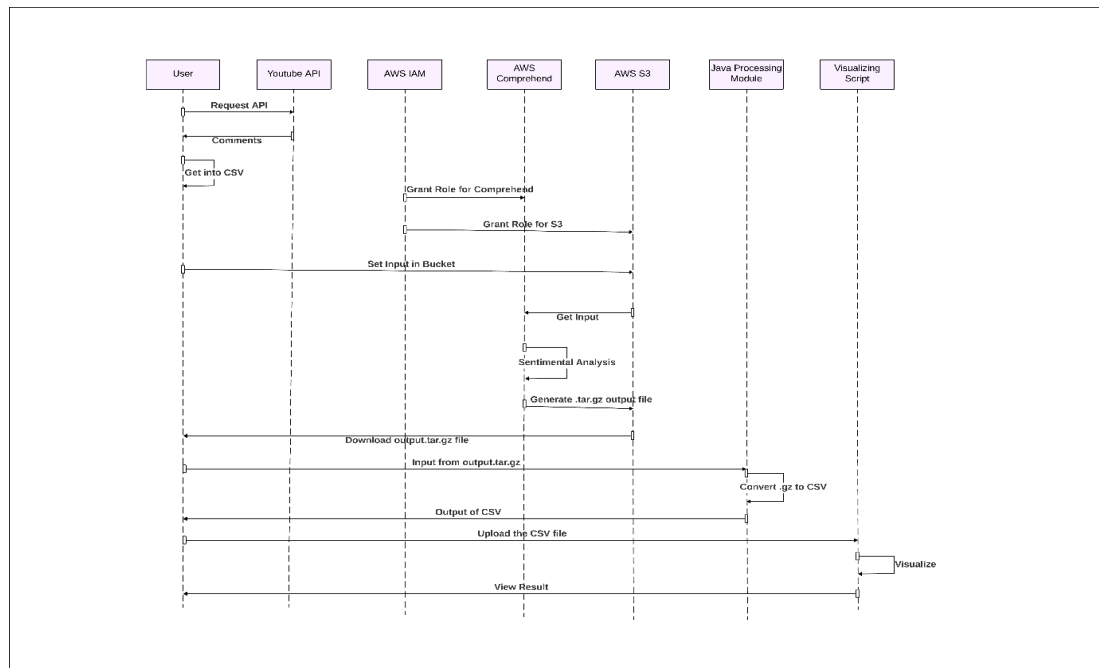 User
Youtube API
AWS IAM
AWS
Comprehend
AWS S3
Java Processing
Module
Visualizing
Script
Request API
Comments
Get into CSV
Grant Role for Comprehend
Grant Role for S3
Set Input in Bucket
Get Input
Sentimental Analysis
Generate .tar.gz output file
Download output.tar.gz file
Input from output.tar.gz
Convert .gz to CSV
Output of CSV
Upload the CSV file
Visualize
View Result